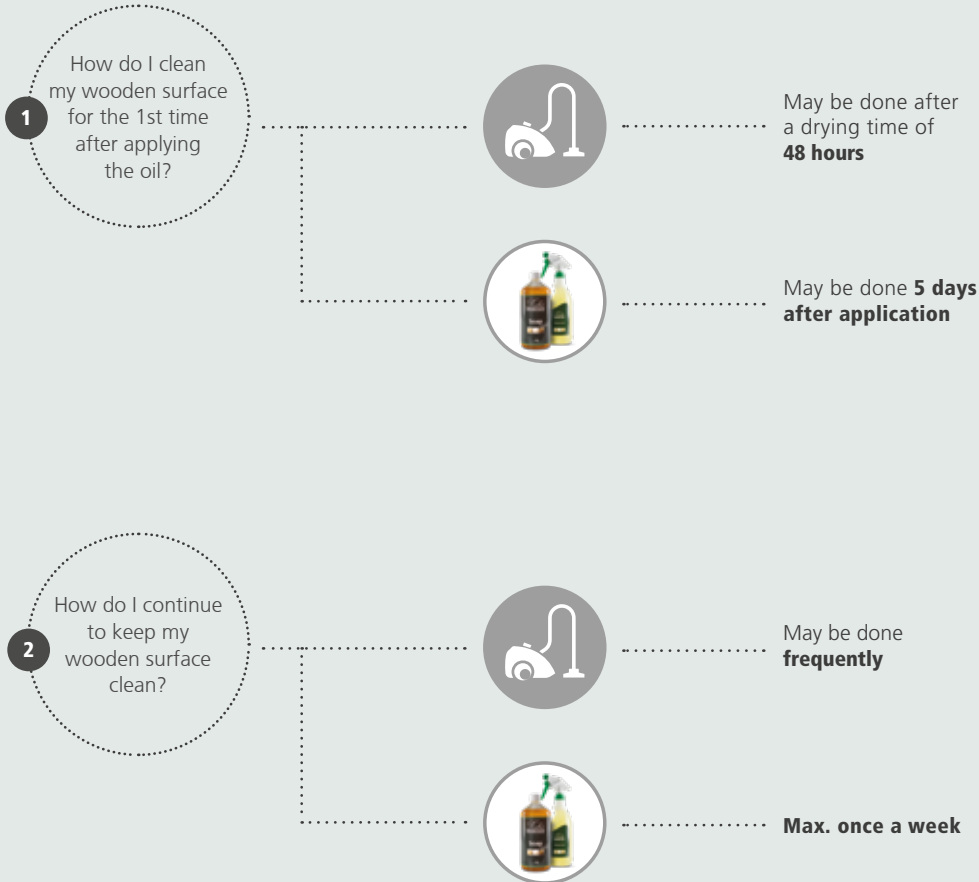 1
How do I clean
my wooden surface
for the 1st time
after applying
the oil?
May be done after
a drying time of
48 hours
May be done 5 days
after application
2
How do I continue
to keep my
wooden surface
clean?
May be done
frequently
Max. once a week